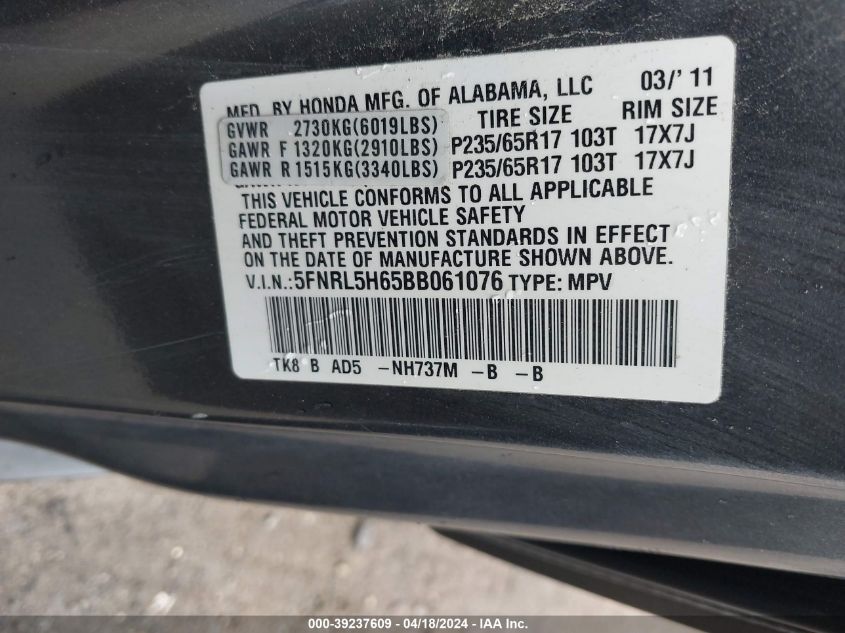 MFD. BY HONDA MFG. OF ALABAMA, LLC 03/'11
TIRE SIZE RIM SIZE
GVWR 2730KG(6019LBS)
GAWR F 1320KG(2910LBS) P235/65R17 103T 17X7J
GAWR R 1515KG(3340LBS) P235/65R17 103T 17X7J
THIS VEHICLE CONFORMS TO ALL APPLICABLE
FEDERAL MOTOR VEHICLE SAFETY
AND THEFT PREVENTION STANDARDS IN EFFECT
ON THE DATE OF MANUFACTURE SHOWN ABOVE.
V.I.N.:5FNRL5H65BB061076 TYPE: MPV
TK8 B AD5 -NH737M -B -B
000-39237609 - 04/18/2024 - IAA Inc.